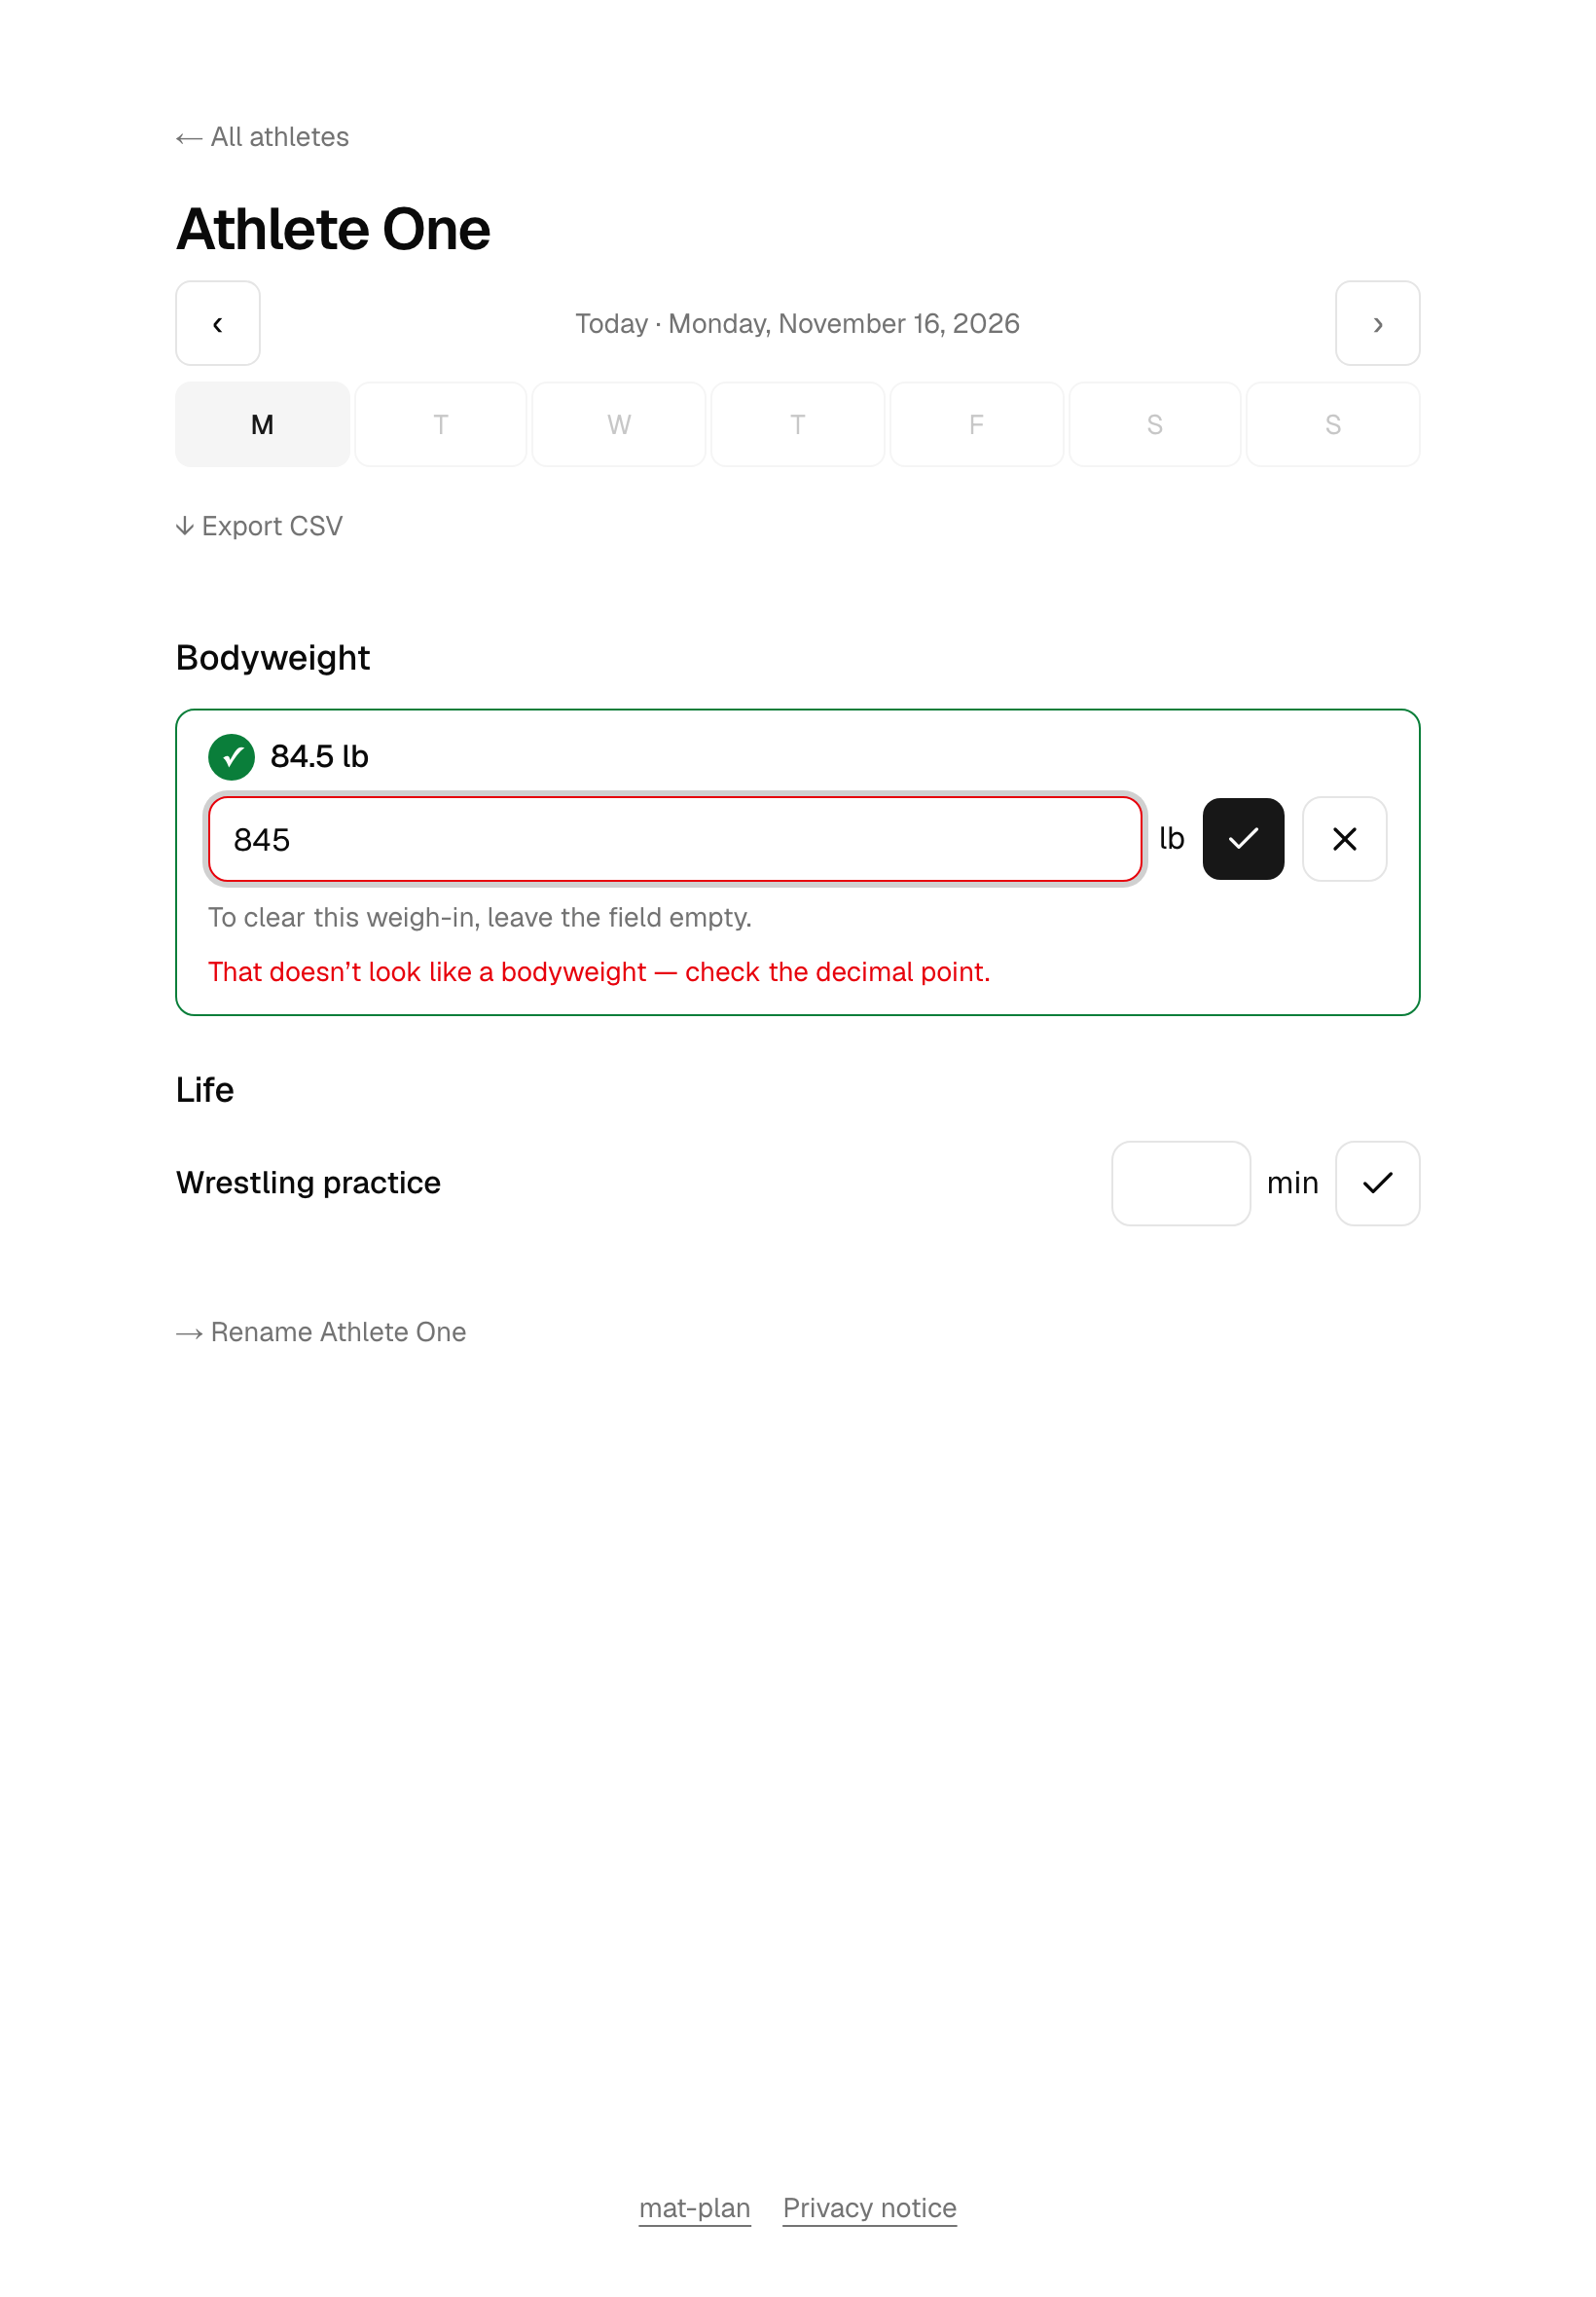 ← All athletes
Athlete One
‹ Today · Monday, November 16, 2026 ›
M T W T F S S
↓ Export CSV
Bodyweight
✓ 84.5 lb
845 lb ✓ ✕
To clear this weigh-in, leave the field empty.
That doesn’t look like a bodyweight — check the decimal point.
Life
Wrestling practice min ✓
→ Rename Athlete One
mat-plan Privacy notice